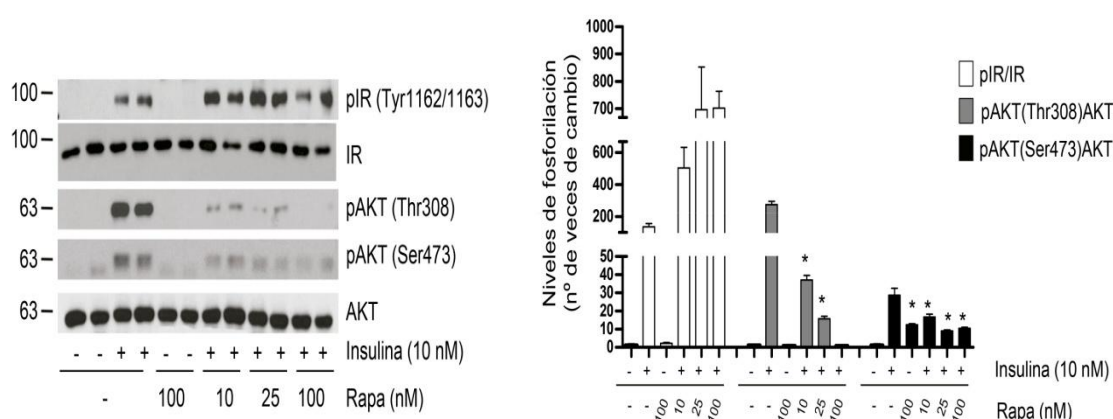 100
pIR (Tyr1162/1163)
100
IR
63
pAKT (Thr308)
63
pAKT (Ser473)
63
AKT
- - + + - - + + + + + + Insulina (10 nM)
- 100 10 25 100 Rapa (nM)
Niveles de fosforilación
(nº de veces de cambio)
1000
900
800
700
600
400
200
50
40
30
20
10
0
pIR/IR
pAKT(Thr308)AKT
pAKT(Ser473)AKT
* *
* * * *
- + - + + + - + - + + + - + - + + + Insulina (10 nM)
- - 100 10 25 100 - - 100 10 25 100 - - 100 10 25 100 Rapa (nM)